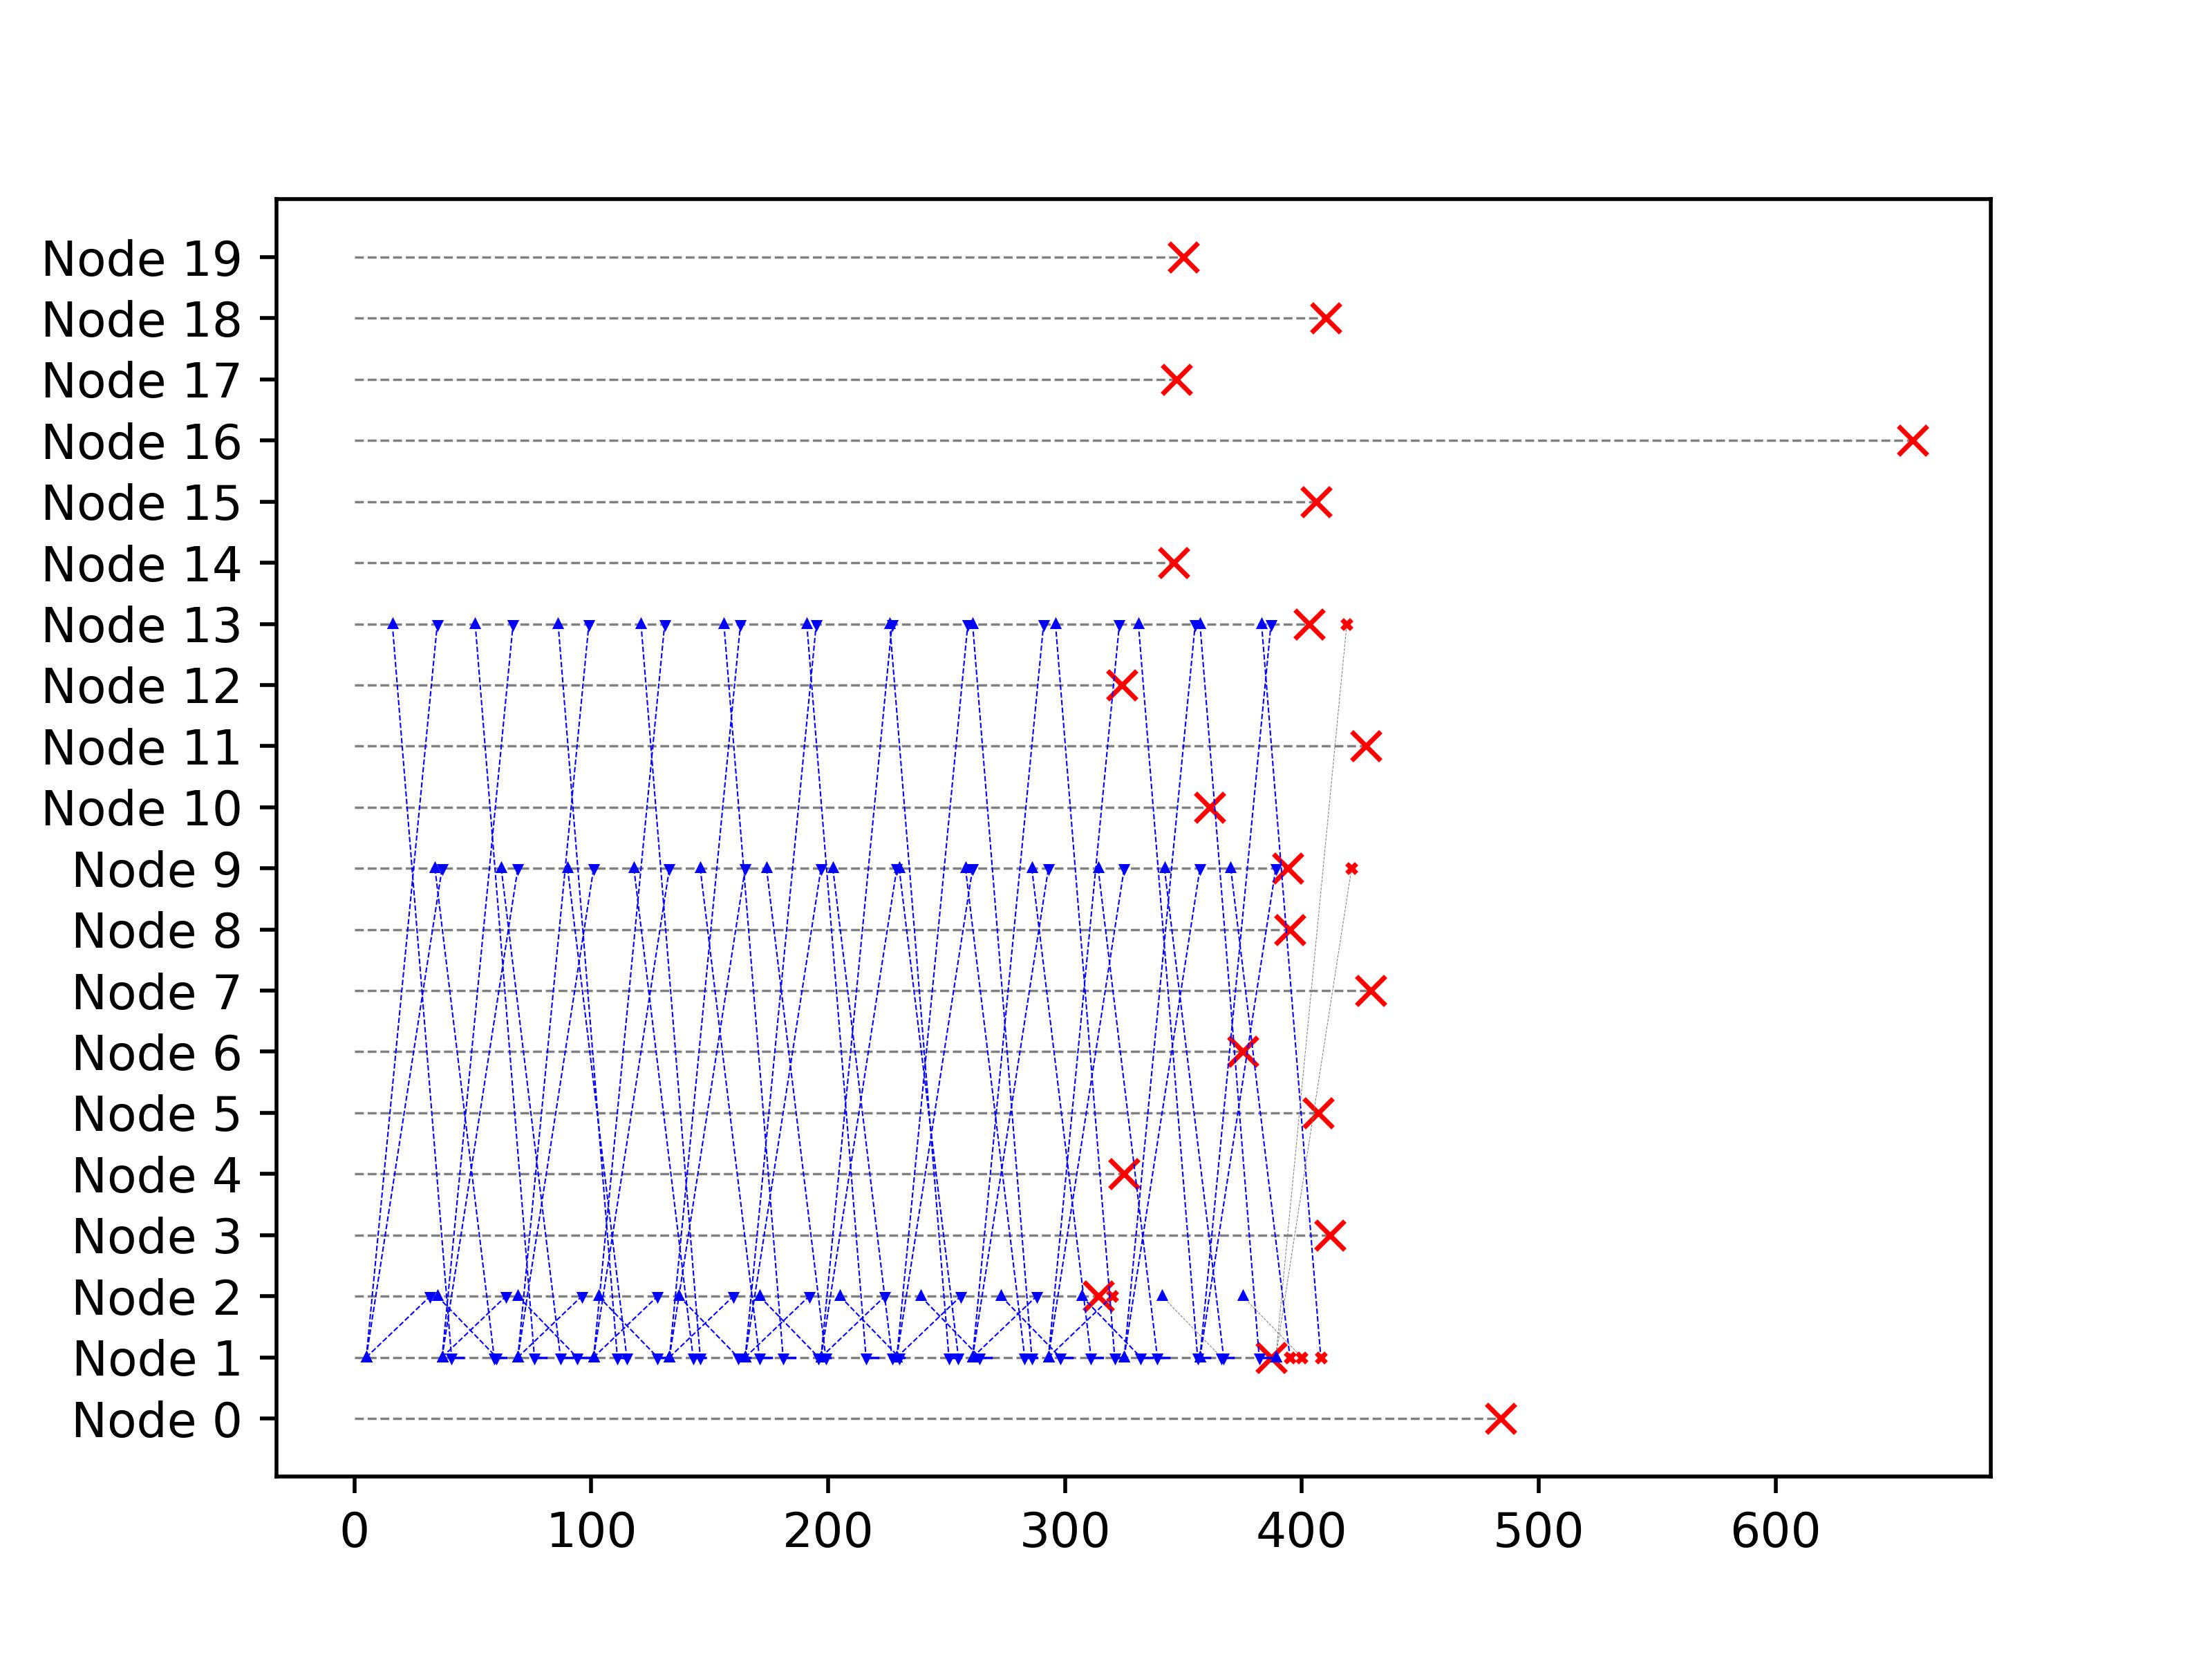 Node 19
Node 18
Node 17
Node 16
Node 15
Node 14
Node 13
Node 12
Node 11
Node 10
Node 9
Node 8
Node 7
Node 6
Node 5
Node 4
Node 3
Node 2
Node 1
Node 0
0 100 200 300 400 500 600